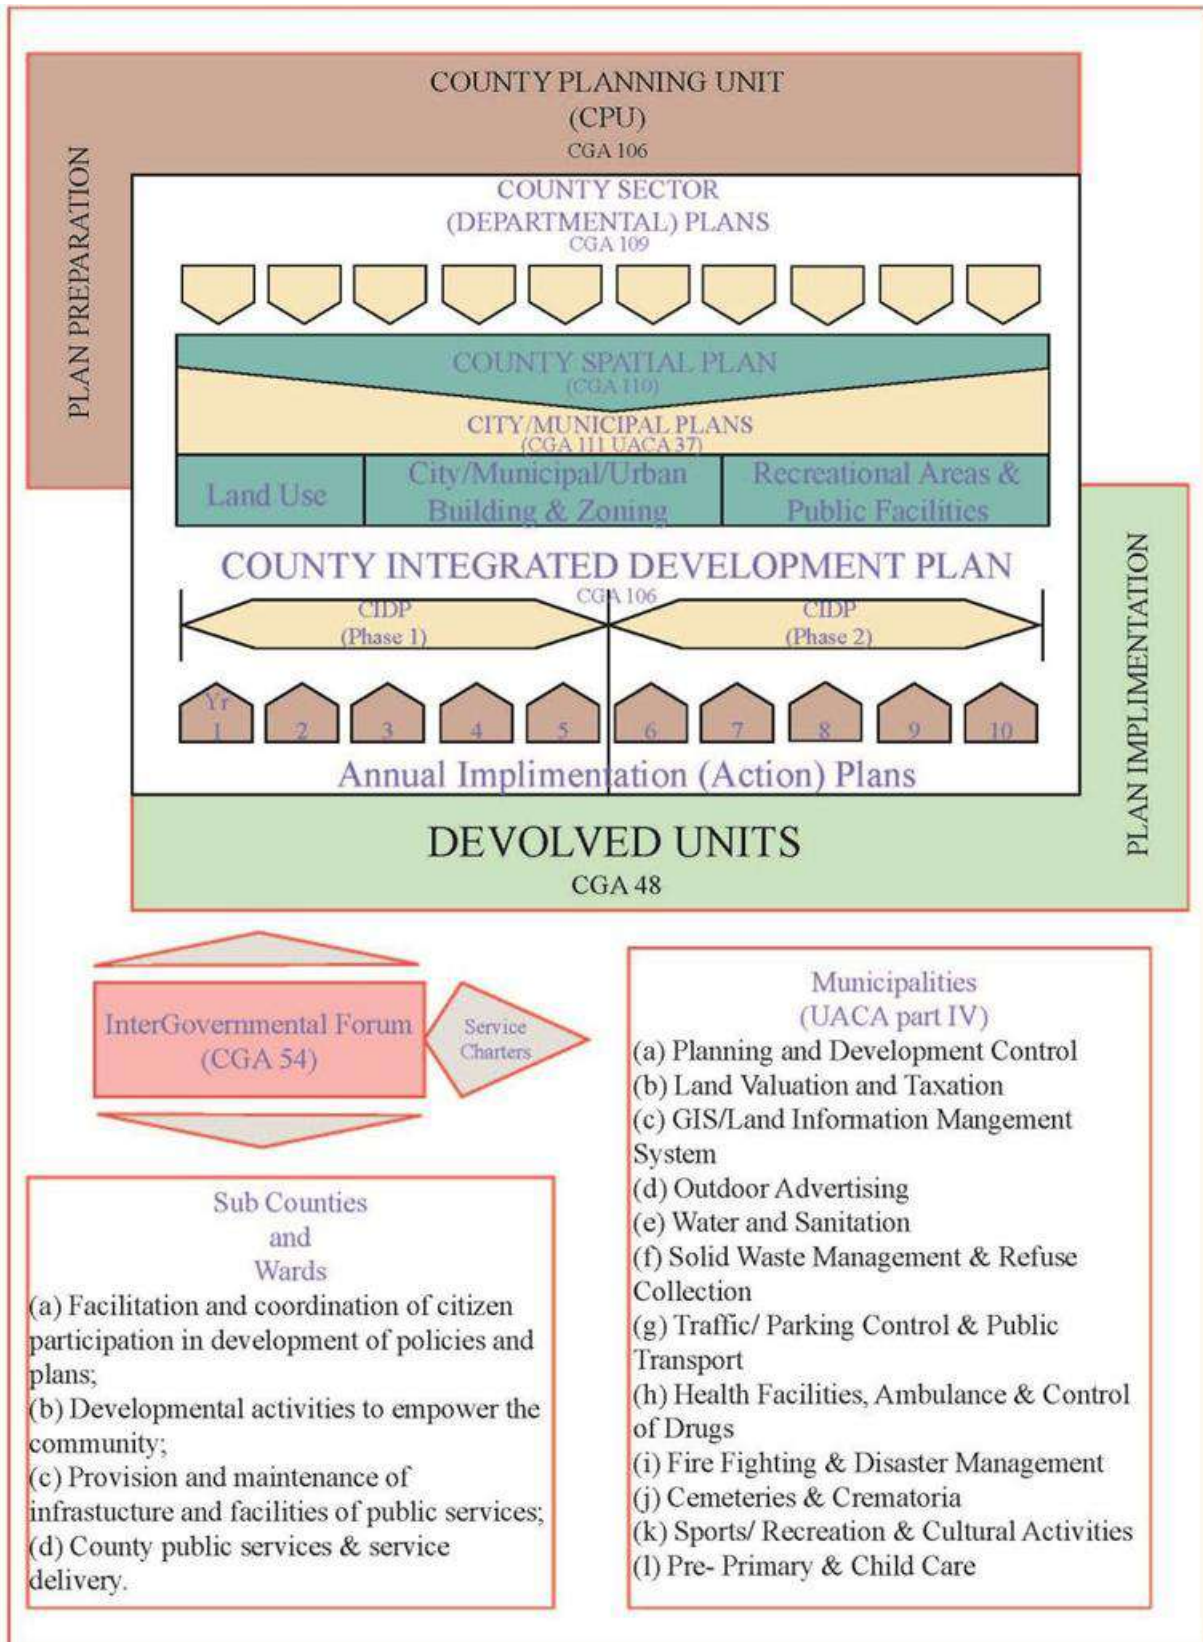 COUNTY PLANNING UNIT
(CPU)
CGA 106
PLAN PREPARATION
COUNTY SECTOR
(DEPARTMENTAL) PLANS
CGA 109
COUNTY SPATIAL PLAN
(CGA 110)
CITY/MUNICIPAL PLANS
(CGA 111 UACA 37)
Land Use
City/Municipal/Urban
Building & Zoning
Recreational Areas &
Public Facilities
COUNTY INTEGRATED DEVELOPMENT PLAN
CGA 106
CIDP
(Phase 1)
CIDP
(Phase 2)
Yr
1 2 3 4 5 6 7 8 9 10
Annual Implimentation (Action) Plans
PLAN IMPLIMENTATION
DEVOLVED UNITS
CGA 48
InterGovernmental Forum
(CGA 54)
Service
Charters
Sub Counties
and
Wards
(a) Facilitation and coordination of citizen
participation in development of policies and
plans;
(b) Developmental activities to empower the
community;
(c) Provision and maintenance of
infrastucture and facilities of public services;
(d) County public services & service
delivery.
Municipalities
(UACA part IV)
(a) Planning and Development Control
(b) Land Valuation and Taxation
(c) GIS/Land Information Mangement
System
(d) Outdoor Advertising
(e) Water and Sanitation
(f) Solid Waste Management & Refuse
Collection
(g) Traffic/ Parking Control & Public
Transport
(h) Health Facilities, Ambulance & Control
of Drugs
(i) Fire Fighting & Disaster Management
(j) Cemeteries & Crematoria
(k) Sports/ Recreation & Cultural Activities
(l) Pre- Primary & Child Care